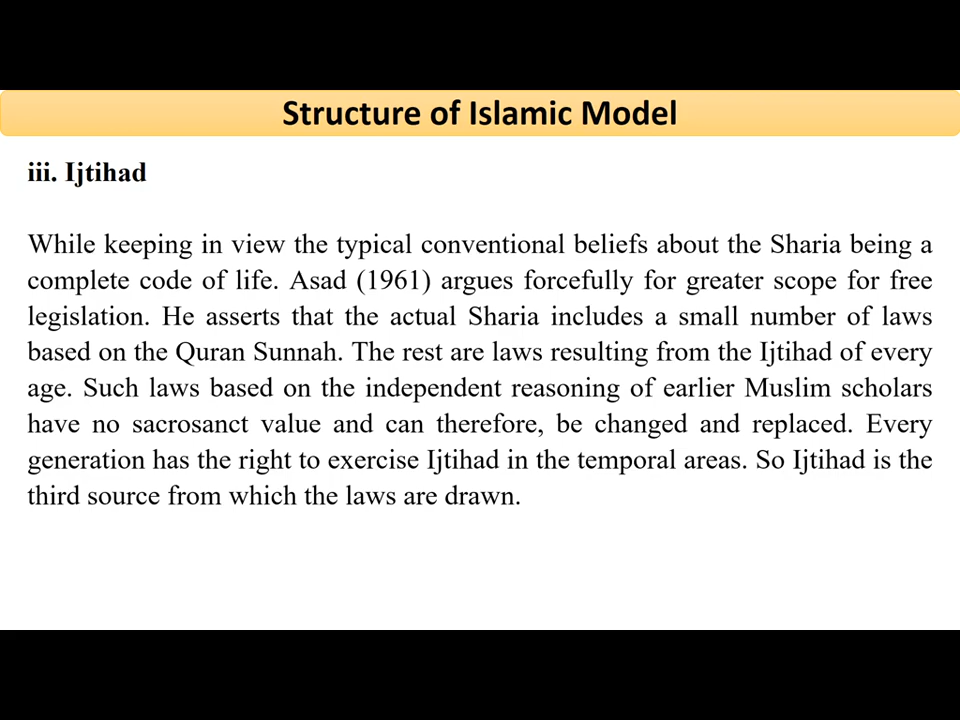 Structure of Islamic Model
iii. Ijtihad
While keeping in view the typical conventional beliefs about the Sharia being a
complete code of life. Asad (1961) argues forcefully for greater scope for free
legislation. He asserts that the actual Sharia includes a small number of laws
based on the Quran Sunnah. The rest are laws resulting from the Ijtihad of every
age. Such laws based on the independent reasoning of earlier Muslim scholars
have no sacrosanct value and can therefore, be changed and replaced. Every
generation has the right to exercise Ijtihad in the temporal areas. So Ijtihad is the
third source from which the laws are drawn.